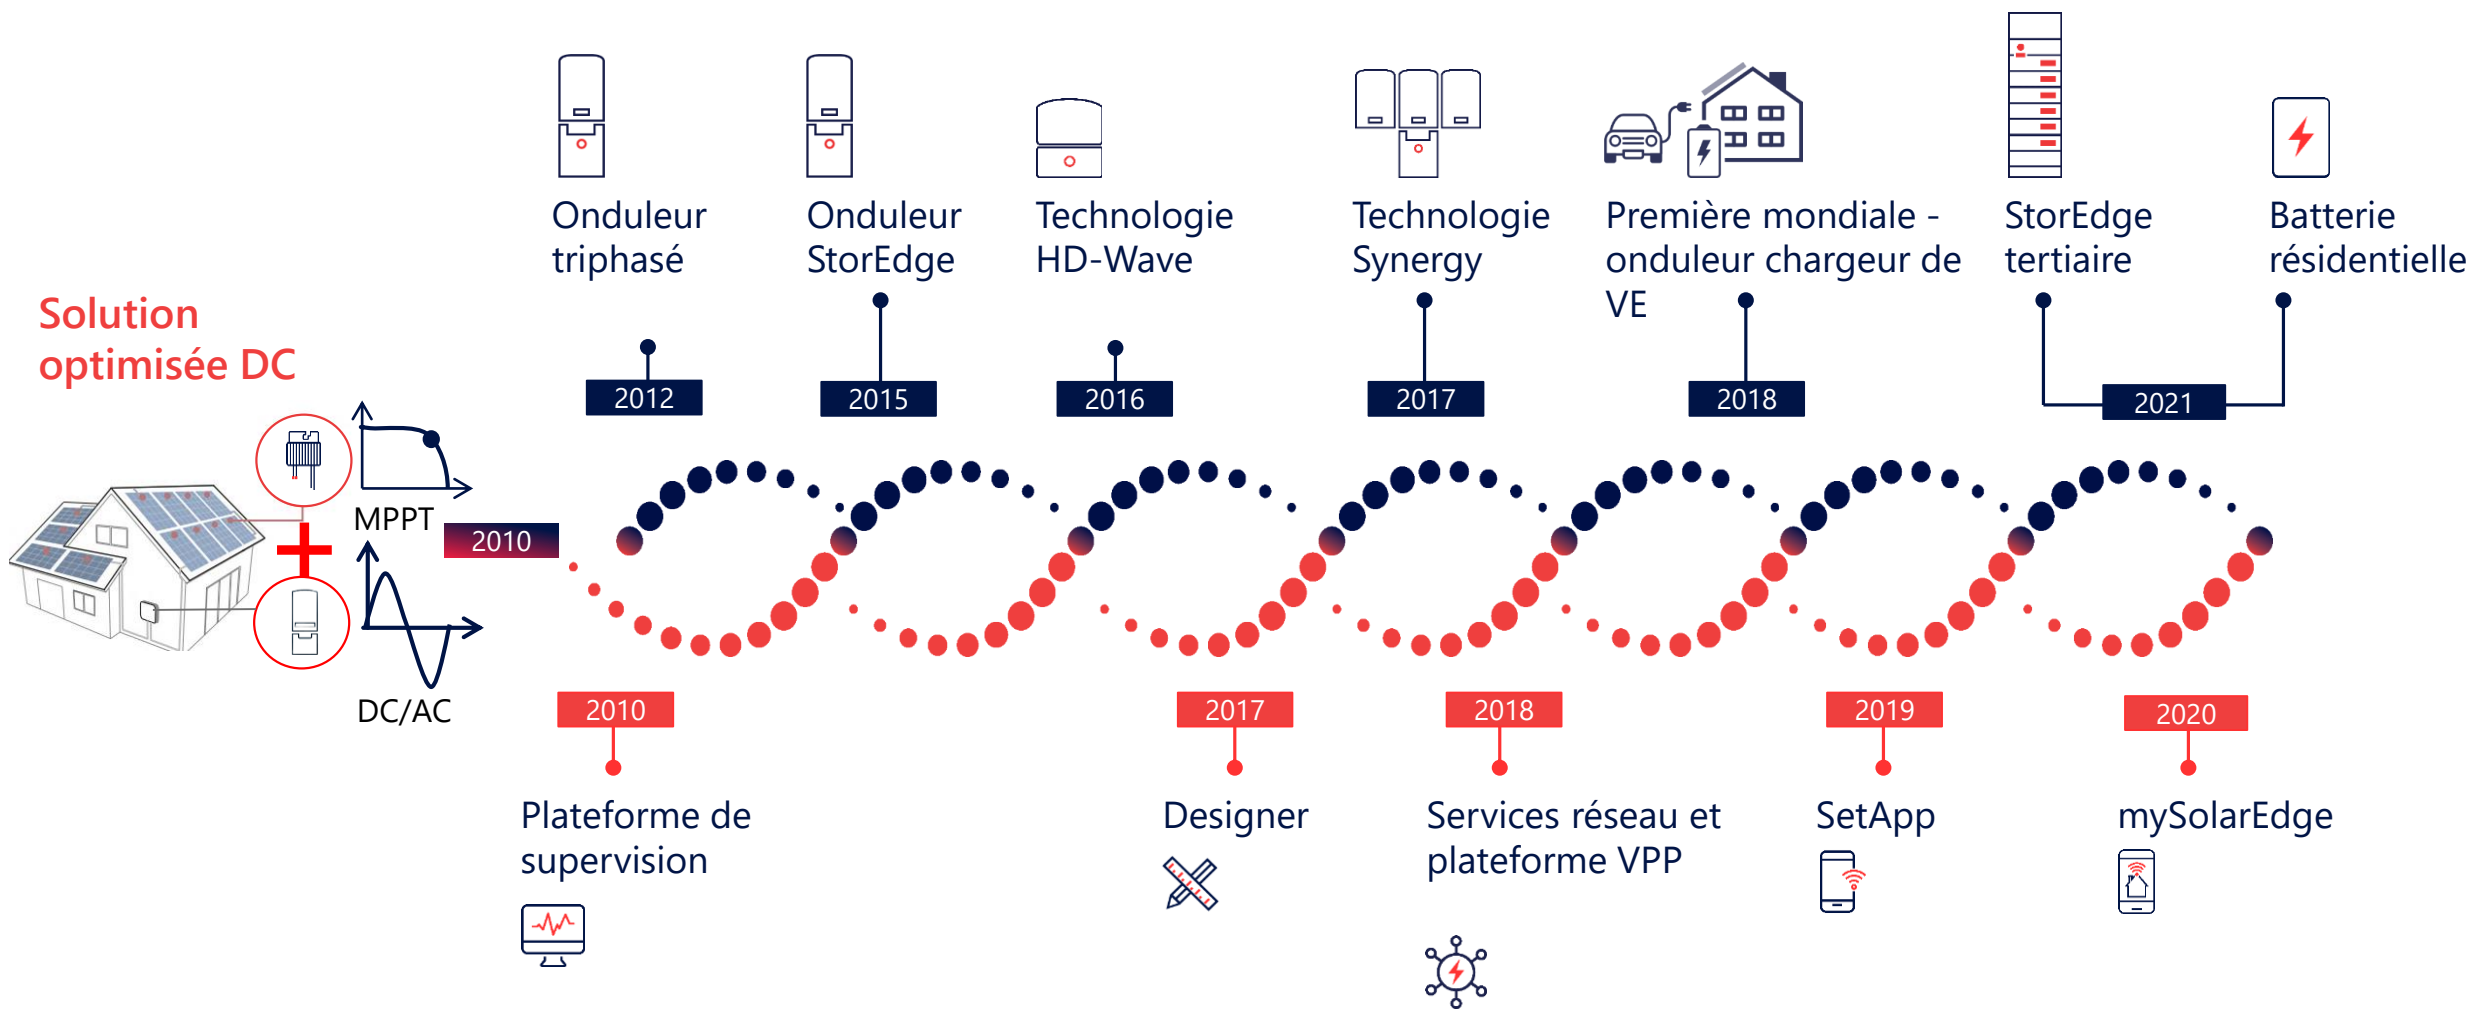 Onduleur
triphasé
Onduleur
StorEdge
Technologie
HD-Wave
Technologie
Synergy
Première mondiale -
onduleur chargeur de
VE
StorEdge
tertiaire
Batterie
résidentielle
Solution
optimisée DC
2012
2015
2016
2017
2018
2021
MPPT
2010
DC/AC
2010
2017
2018
2019
2020
Plateforme de
supervision
Designer
Services réseau et
plateforme VPP
SetApp
mySolarEdge